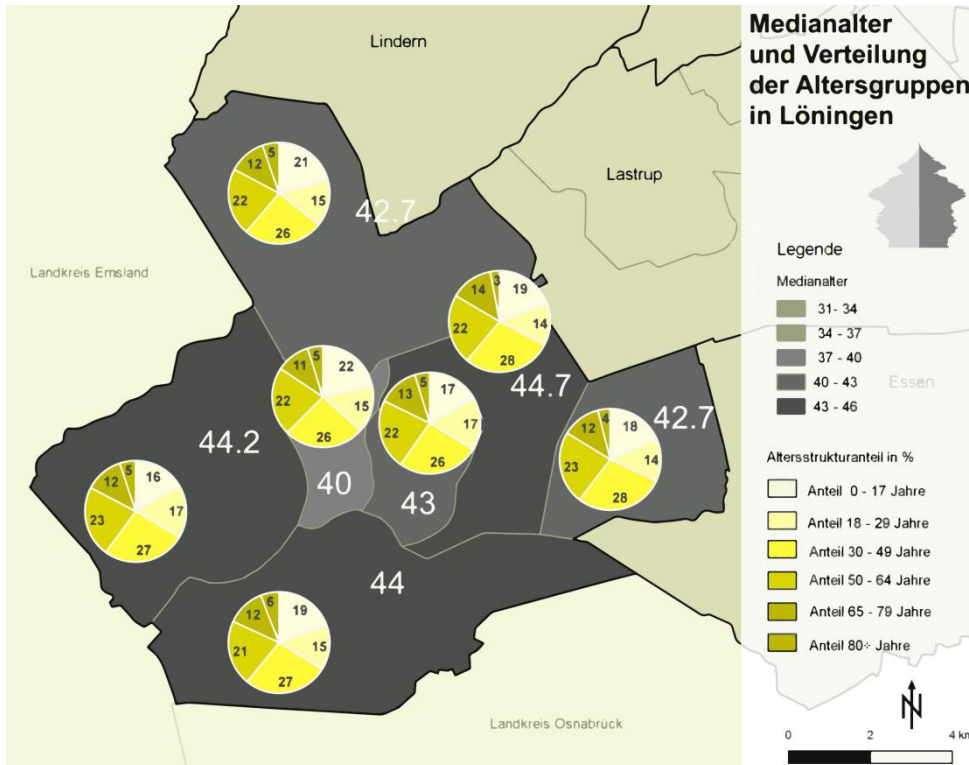 Medianalter
und Verteilung
der Altersgruppen
in Löningen
Lindern
Lastrup
Landkreis Emsland
Essen
Landkreis Osnabrück
42.7
44.7
42.7
44.2
40
43
44
5
12
21
22
15
26
3
14
19
22
14
28
5
11
22
22
15
26
5
13
17
22
17
26
4
12
18
23
14
28
5
12
16
23
17
27
6
12
19
21
15
27
Legende
Medianalter
31- 34
34 - 37
37 - 40
40 - 43
43 - 46
Altersstrukturanteil in %
Anteil 0 - 17 Jahre
Anteil 18 - 29 Jahre
Anteil 30 - 49 Jahre
Anteil 50 - 64 Jahre
Anteil 65 - 79 Jahre
Anteil 80+ Jahre
N
0 2 4 km